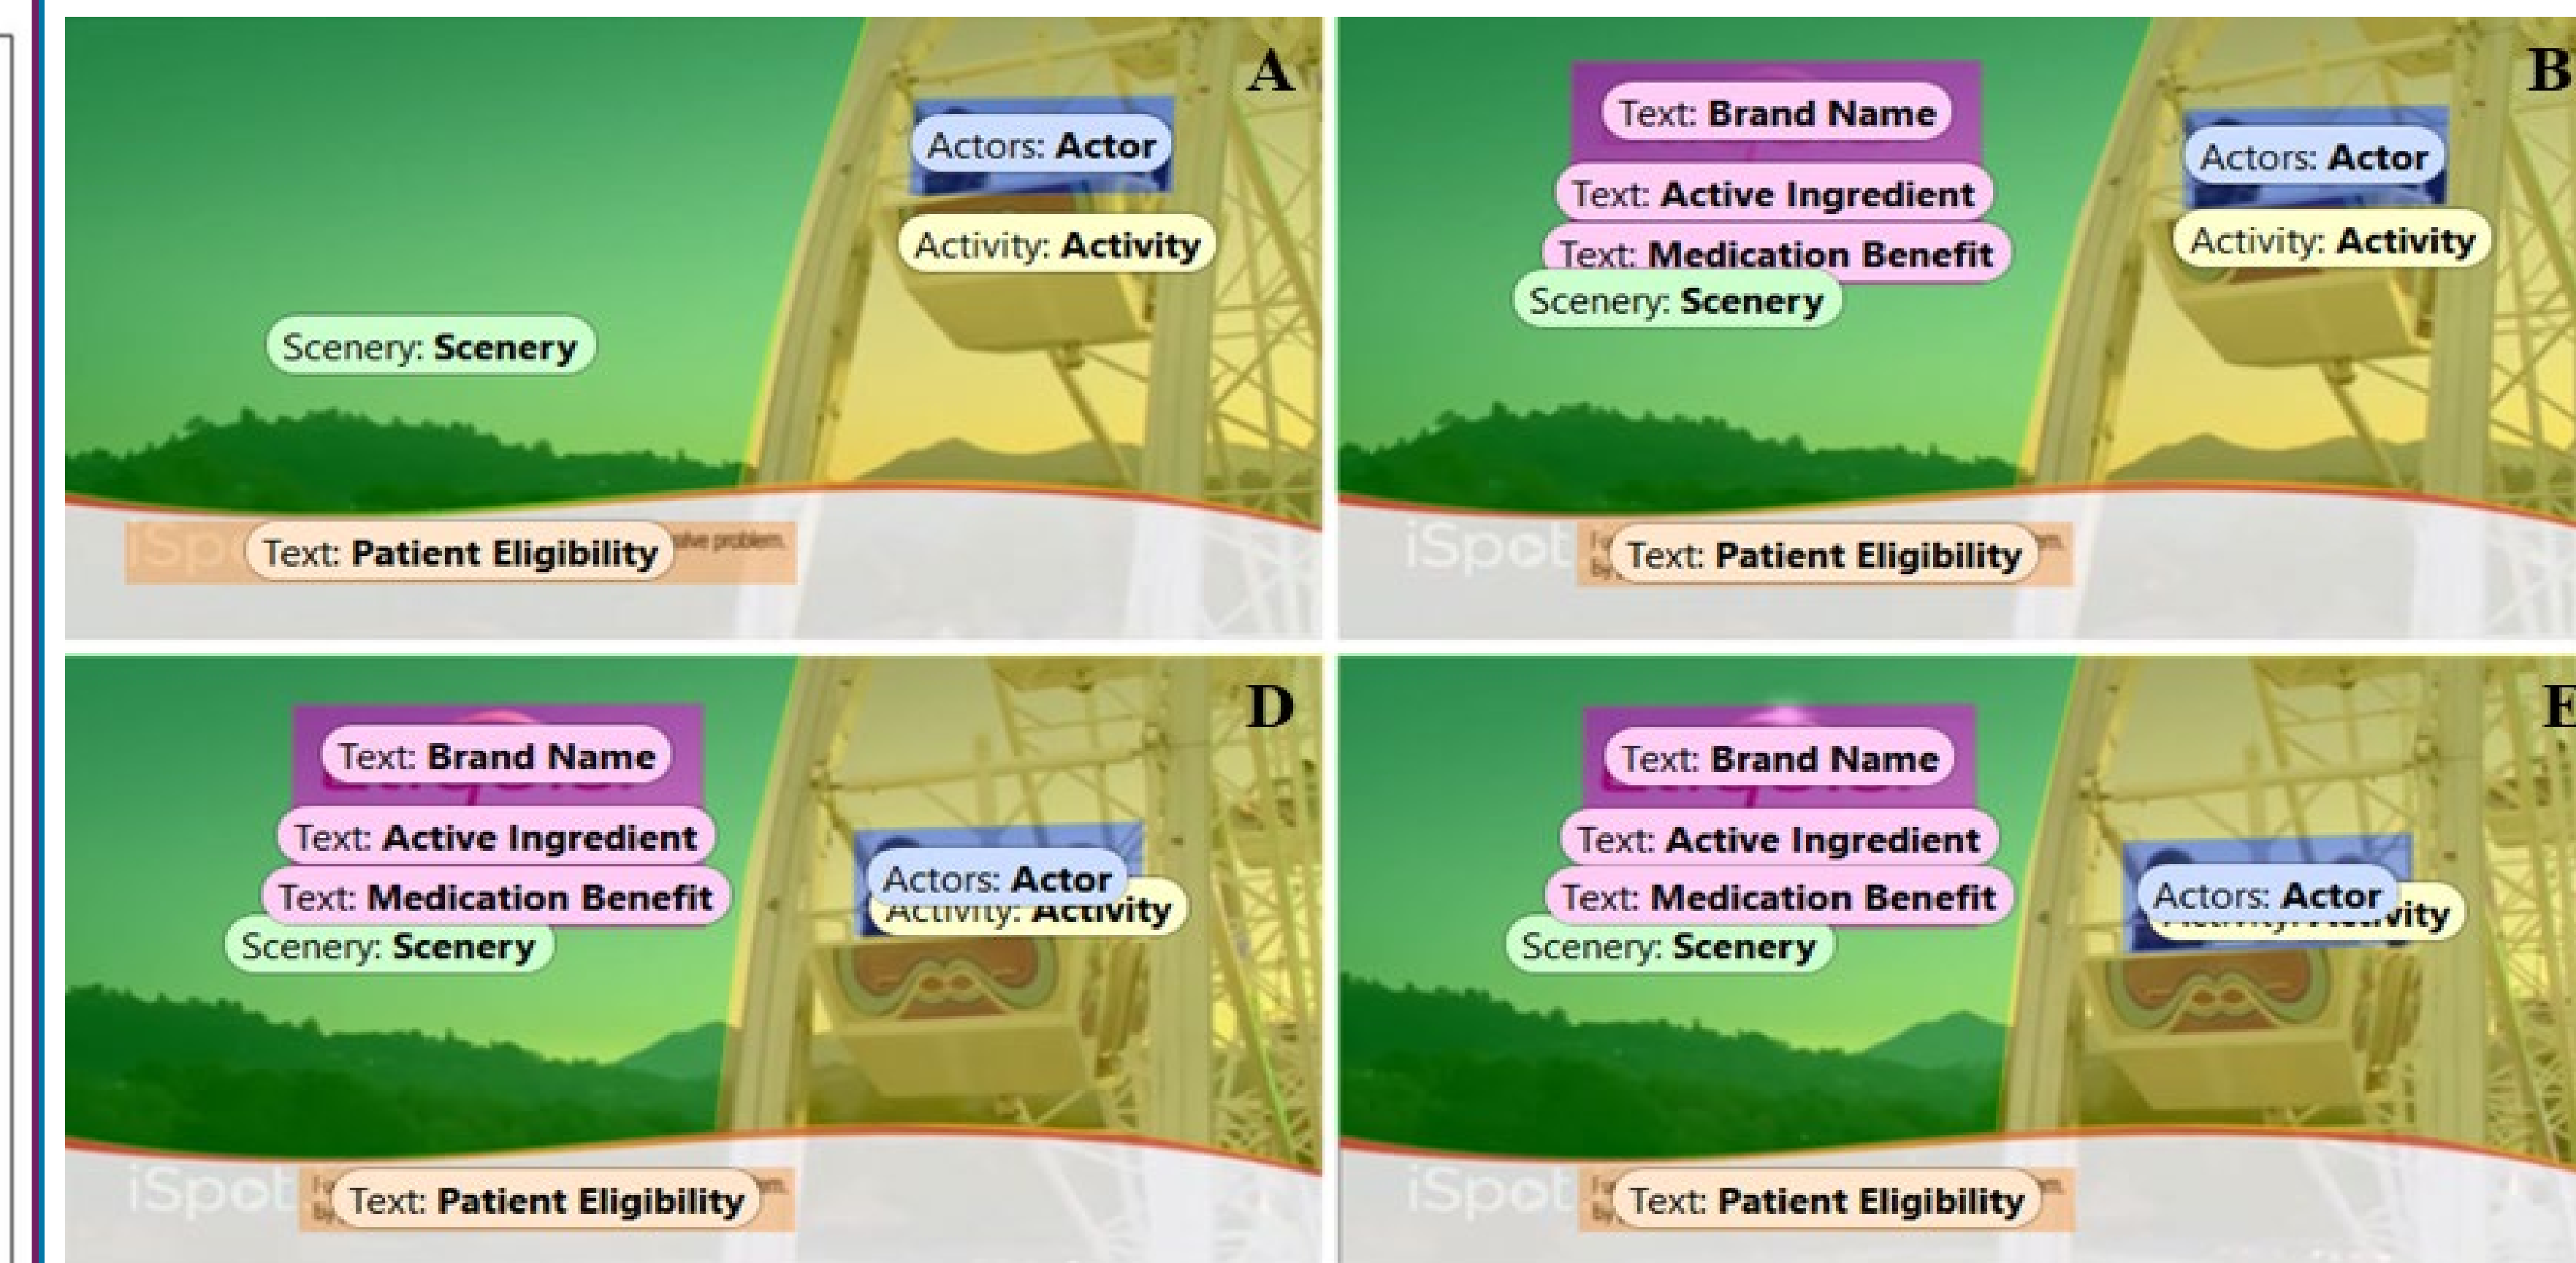 A
Actors: Actor
Activity: Activity
Scenery: Scenery
Text: Patient Eligibility
problem.
B
Text: Brand Name
Text: Active Ingredient
Text: Medication Benefit
Scenery: Scenery
Actors: Actor
Activity: Activity
iSpot
Text: Patient Eligibility
D
Text: Brand Name
Text: Active Ingredient
Text: Medication Benefit
Scenery: Scenery
Actors: Actor
Activity: Activity
iSpot
Text: Patient Eligibility
E
Text: Brand Name
Text: Active Ingredient
Text: Medication Benefit
Scenery: Scenery
Actors: Actor
iSpot
Text: Patient Eligibility